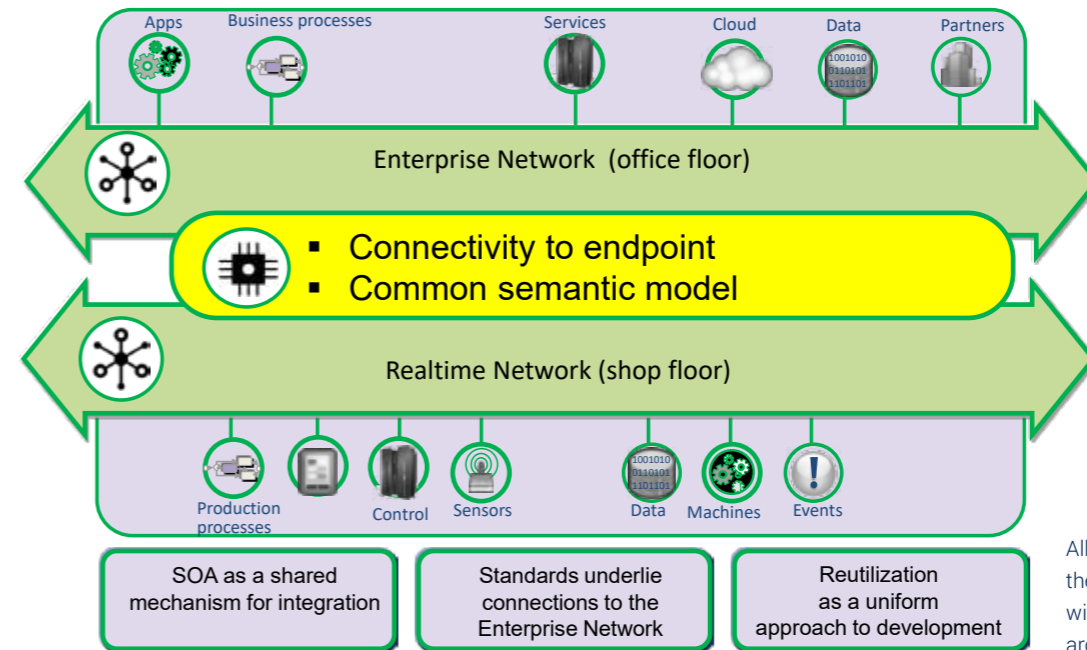 Apps
Business processes
Services
Cloud
Data
Partners
1001010
0110101
1101101
Enterprise Network (office floor)
▪ Connectivity to endpoint
▪ Common semantic model
Realtime Network (shop floor)
1001010
0110101
1101101
Production
processes
Control
Sensors
Data
Machines
Events
SOA as a shared
mechanism for integration
Standards underlie
connections to the
Enterprise Network
Reutilization
as a uniform
approach to development
All
the
wi
are